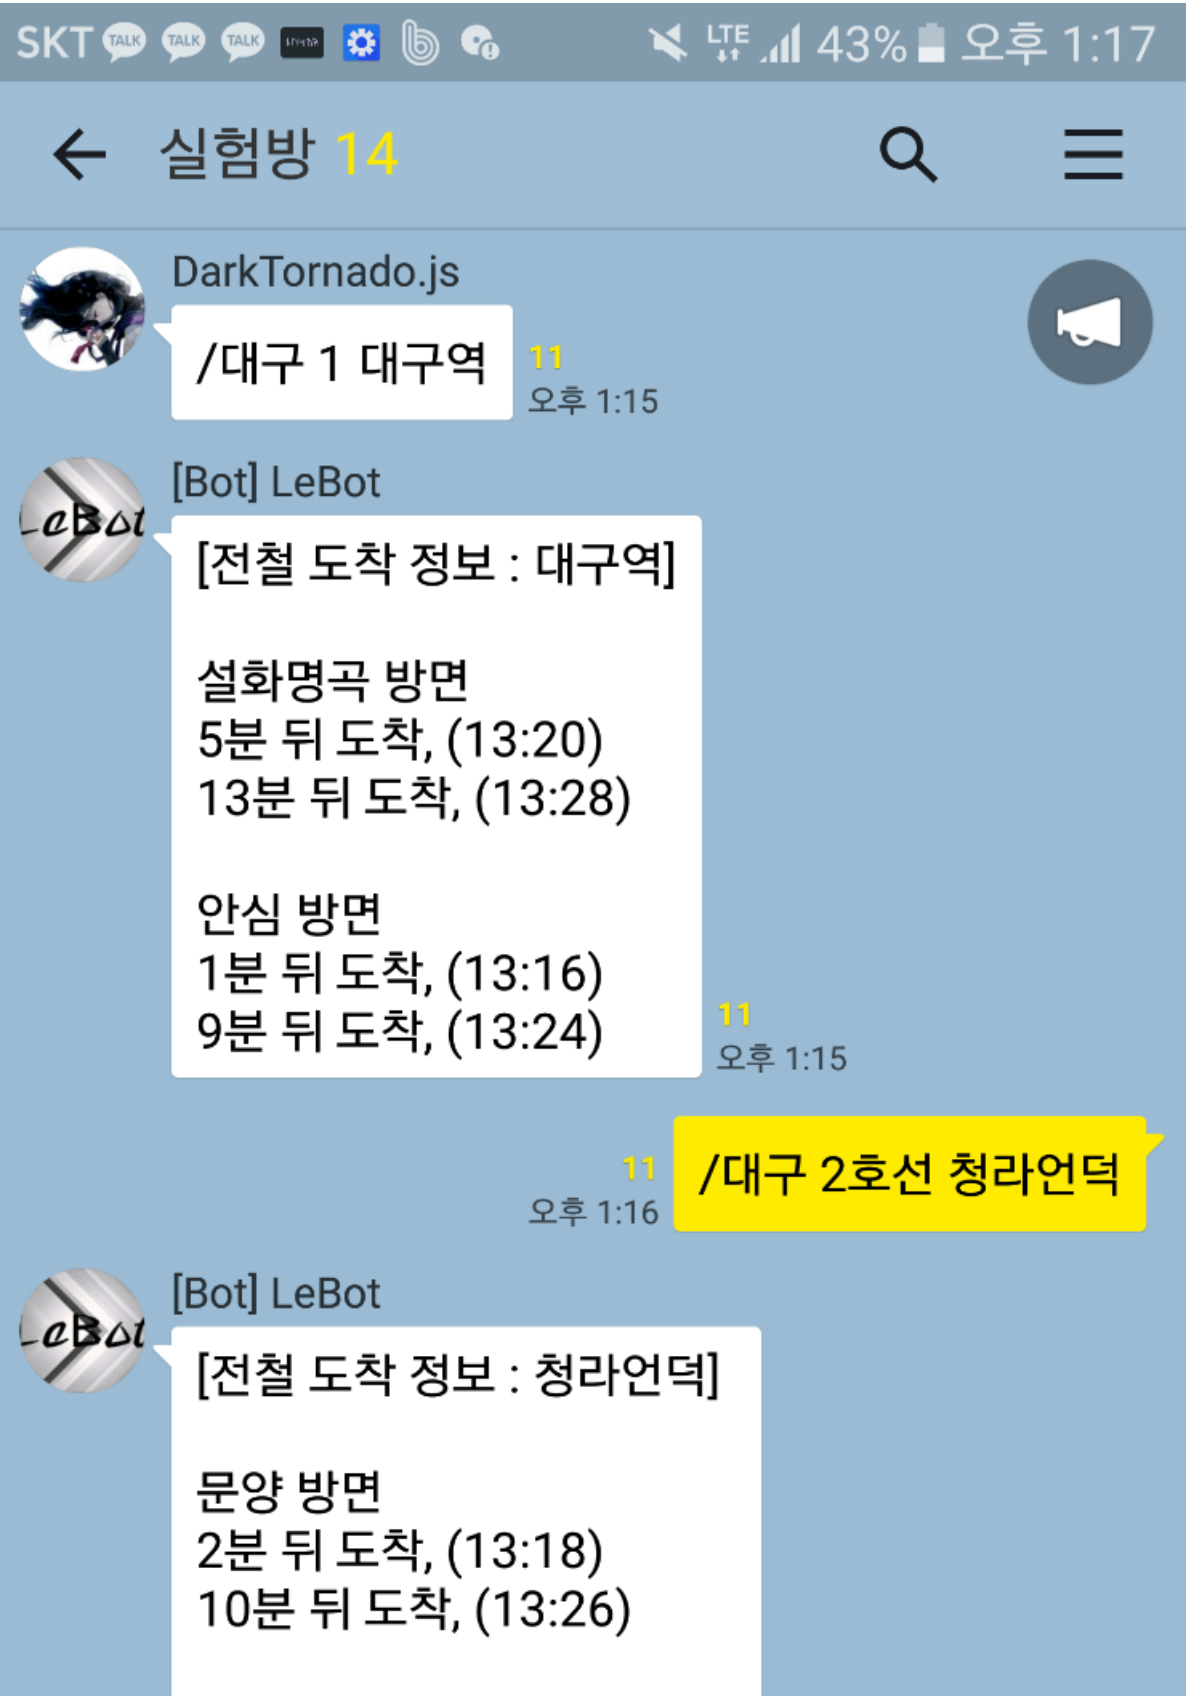 SKT TALK TALK TALK LTE 43% 오후 1:17
실험방 14
DarkTornado.js
/대구 1 대구역
11
오후 1:15
[Bot] LeBot
LeBot
[전철 도착 정보 : 대구역]
설화명곡 방면
5분 뒤 도착, (13:20)
13분 뒤 도착, (13:28)
안심 방면
1분 뒤 도착, (13:16)
9분 뒤 도착, (13:24)
11
오후 1:15
/대구 2호선 청라언덕
11
오후 1:16
[Bot] LeBot
LeBot
[전철 도착 정보 : 청라언덕]
문양 방면
2분 뒤 도착, (13:18)
10분 뒤 도착, (13:26)